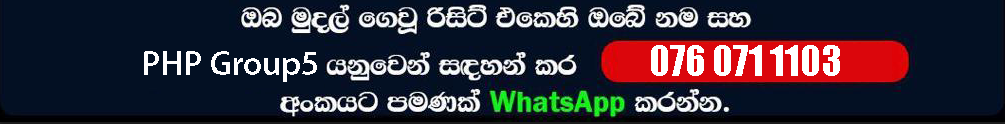 ඔබ මුදල් ගෙවූ රිසිට් එකෙහි ඔබේ නම සහ
PHP Group5 යනුවෙන් සඳහන් කර 076 071 1103
අංකයට පමණක් WhatsApp කරන්න.